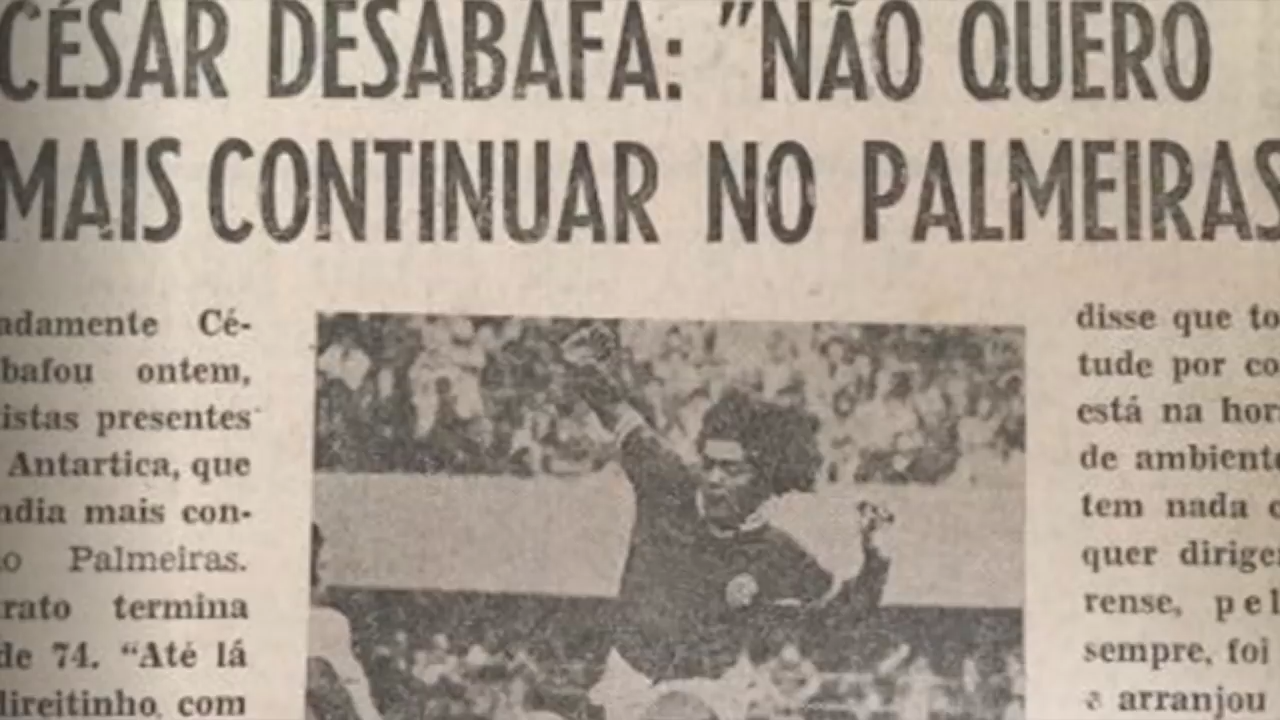 CÉSAR DESABAFA: "NÃO QUERO
MAIS CONTINUAR NO PALMEIRAS
adamente Cé-
bafou ontem,
istas presentes
Antartica, que
ndia mais con-
o Palmeiras.
rato termina
de 74. “Até lá
direitinho com
disse que to
tude por co
está na hor
de ambiente
tem nada c
quer dirige
rense, pel
sempre, foi
a arranjou